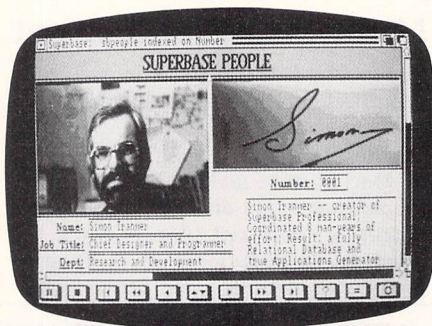 Superbase: sbpeople indexed on Number
SUPERBASE PEOPLE
Simon
Number: 0001
Name: Simon Tranmer
Job Title: Chief Designer and Programmer
Dept: Research and Development
Simon Tranmer -- creator of
Superbase Professional!
Coordinated 8 man-years of
effort! Result: a fully
Relational Database and
true Applications Generator
? =